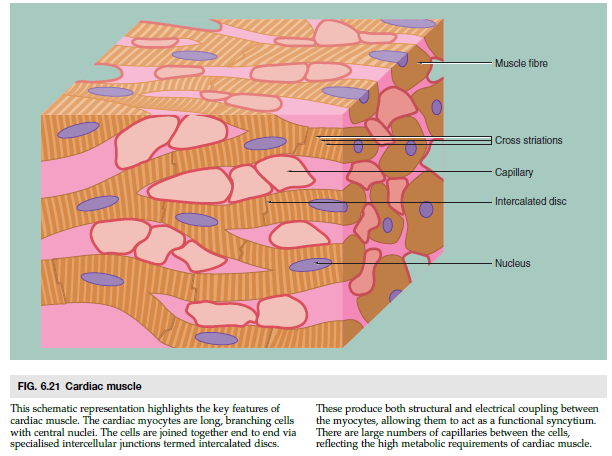 Muscle fibre
Cross striations
Capillary
Intercalated disc
Nucleus
FIG. 6.21 Cardiac muscle
This schematic representation highlights the key features of
cardiac muscle. The cardiac myocytes are long, branching cells
with central nuclei. The cells are joined together end to end via
specialised intercellular junctions termed intercalated discs.
These produce both structural and electrical coupling between
the myocytes, allowing them to act as a functional syncytium.
There are large numbers of capillaries between the cells,
reflecting the high metabolic requirements of cardiac muscle.